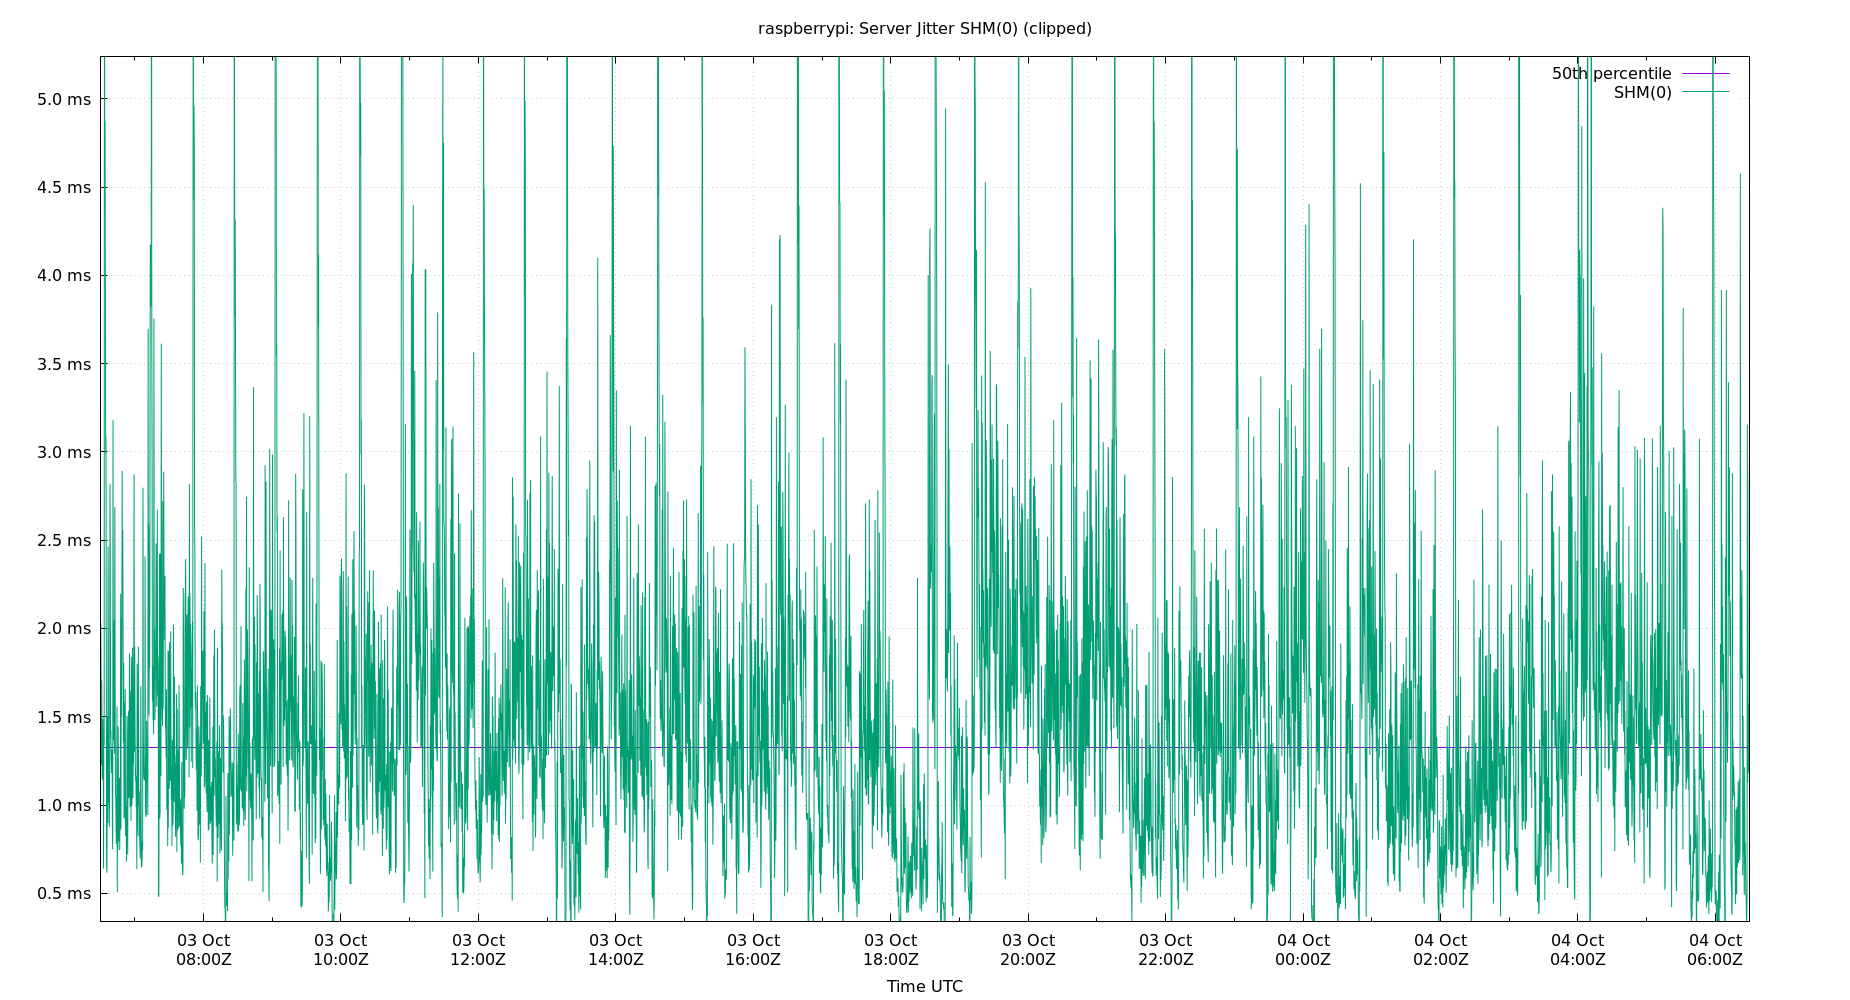 raspberrypi: Server Jitter SHM(0) (clipped)
50th percentile
SHM(0)
5.0 ms
4.5 ms
4.0 ms
3.5 ms
3.0 ms
2.5 ms
2.0 ms
1.5 ms
1.0 ms
0.5 ms
03 Oct 03 Oct 03 Oct 03 Oct 03 Oct 03 Oct 03 Oct 03 Oct 04 Oct 04 Oct 04 Oct 04 Oct
08:00Z 10:00Z 12:00Z 14:00Z 16:00Z 18:00Z 20:00Z 22:00Z 00:00Z 02:00Z 04:00Z 06:00Z
Time UTC